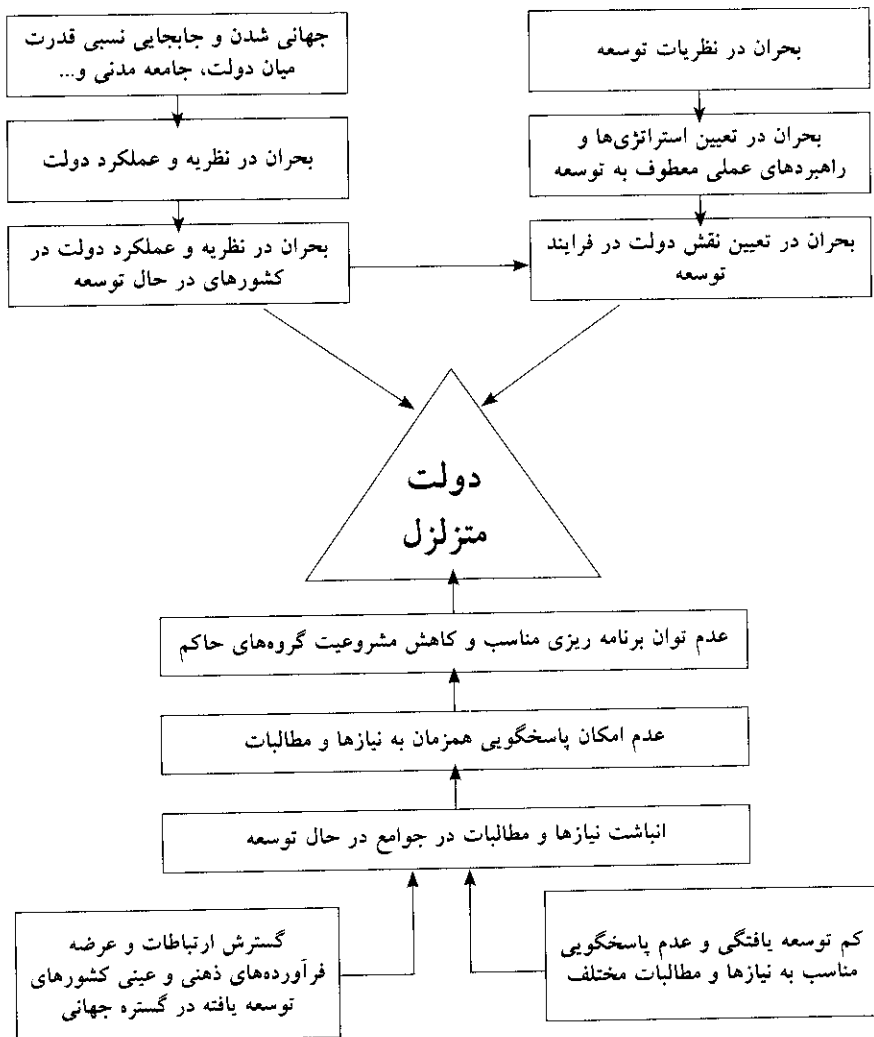 بحران در نظریات توسعه
بحران در تعیین استراتژی‌ها و
راهبردهای عملی معطوف به توسعه
بحران در تعیین نقش دولت در فرایند
توسعه
جهانی شدن و جابجایی نسبی قدرت
میان دولت، جامعه مدنی و...
بحران در نظریه و عملکرد دولت
بحران در نظریه و عملکرد دولت در
کشورهای در حال توسعه
دولت
متزلزل
عدم توان برنامه ریزی مناسب و کاهش مشروعیت گروه‌های حاکم
عدم امکان پاسخگویی همزمان به نیازها و مطالبات
انباشت نیازها و مطالبات در جوامع در حال توسعه
کم توسعه یافتگی و عدم پاسخگویی
مناسب به نیازها و مطالبات مختلف
گسترش ارتباطات و عرضه
فرآورده‌های ذهنی و عینی کشورهای
توسعه یافته در گستره جهانی